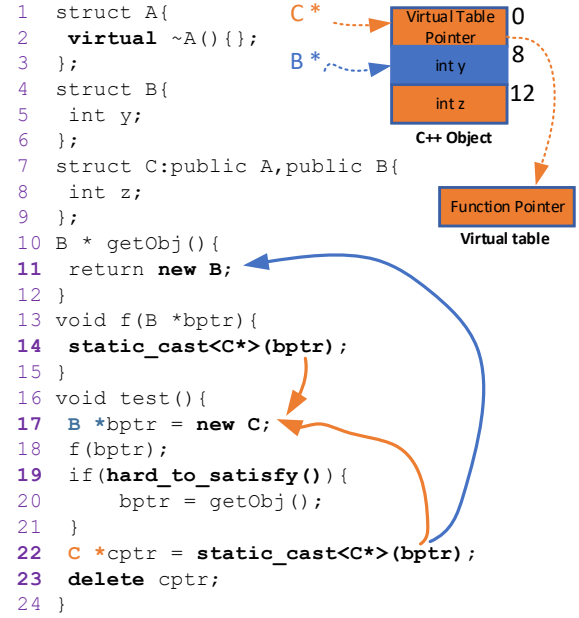 1 struct A{
2 virtual ~A(){};
3 };
4 struct B{
5 int y;
6 };
7 struct C:public A,public B{
8 int z;
9 };
10 B * getObj(){
11 return new B;
12 }
13 void f(B *bptr){
14 static_cast<C*>(bptr);
15 }
16 void test(){
17 B *bptr = new C;
18 f(bptr);
19 if(hard_to_satisfy()){
20 bptr = getObj();
21 }
22 C *cptr = static_cast<C*>(bptr);
23 delete cptr;
24 }
C *
B *
Virtual Table
Pointer
0
int y
8
int z
12
C++ Object
Function Pointer
Virtual table